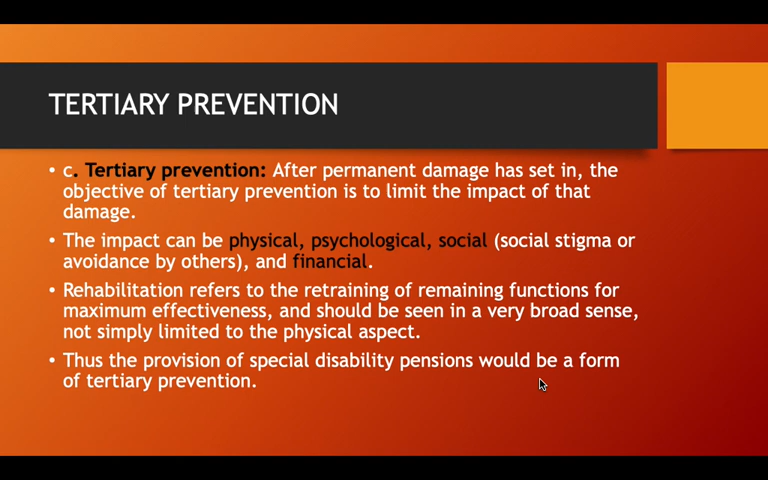 TERTIARY PREVENTION
• c. Tertiary prevention: After permanent damage has set in, the
objective of tertiary prevention is to limit the impact of that
damage.
• The impact can be physical, psychological, social (social stigma or
avoidance by others), and financial.
• Rehabilitation refers to the retraining of remaining functions for
maximum effectiveness, and should be seen in a very broad sense,
not simply limited to the physical aspect.
• Thus the provision of special disability pensions would be a form
of tertiary prevention.